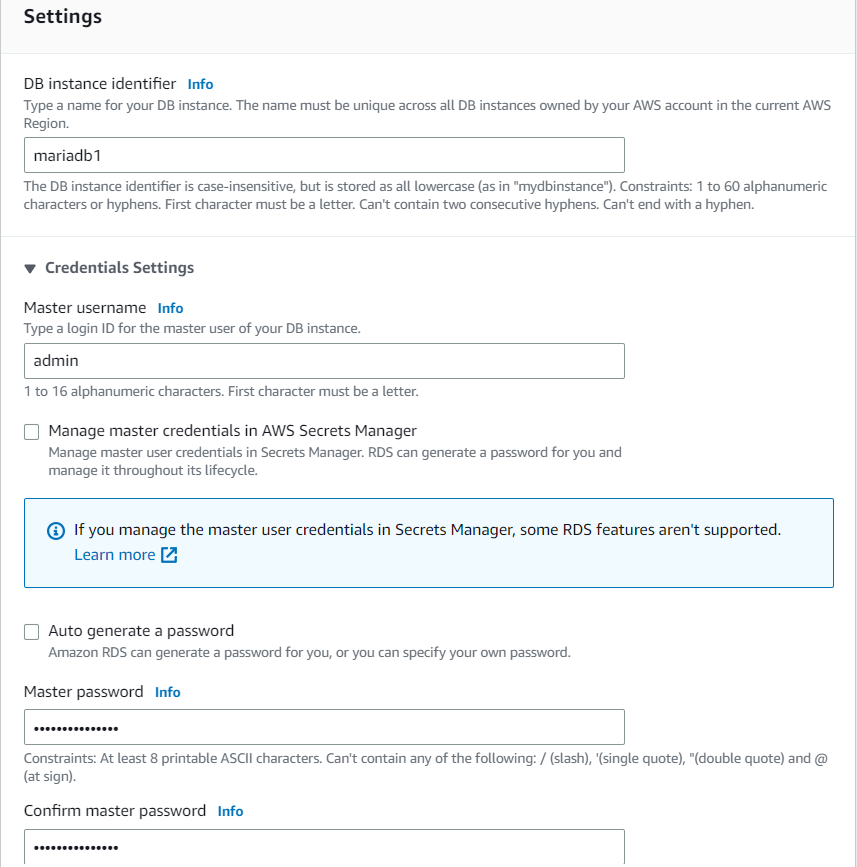 Settings
DB instance identifier Info
Type a name for your DB instance. The name must be unique across all DB instances owned by your AWS account in the current AWS
Region.
mariadb1
The DB instance identifier is case-insensitive, but is stored as all lowercase (as in "mydbinstance"). Constraints: 1 to 60 alphanumeric
characters or hyphens. First character must be a letter. Can't contain two consecutive hyphens. Can't end with a hyphen.
▼ Credentials Settings
Master username Info
Type a login ID for the master user of your DB instance.
admin
1 to 16 alphanumeric characters. First character must be a letter.
Manage master credentials in AWS Secrets Manager
Manage master user credentials in Secrets Manager. RDS can generate a password for you and
manage it throughout its lifecycle.
If you manage the master user credentials in Secrets Manager, some RDS features aren't supported.
Learn more
Auto generate a password
Amazon RDS can generate a password for you, or you can specify your own password.
Master password Info
•••••••••••••••
Constraints: At least 8 printable ASCII characters. Can't contain any of the following: / (slash), '(single quote), "(double quote) and @
(at sign).
Confirm master password Info
•••••••••••••••